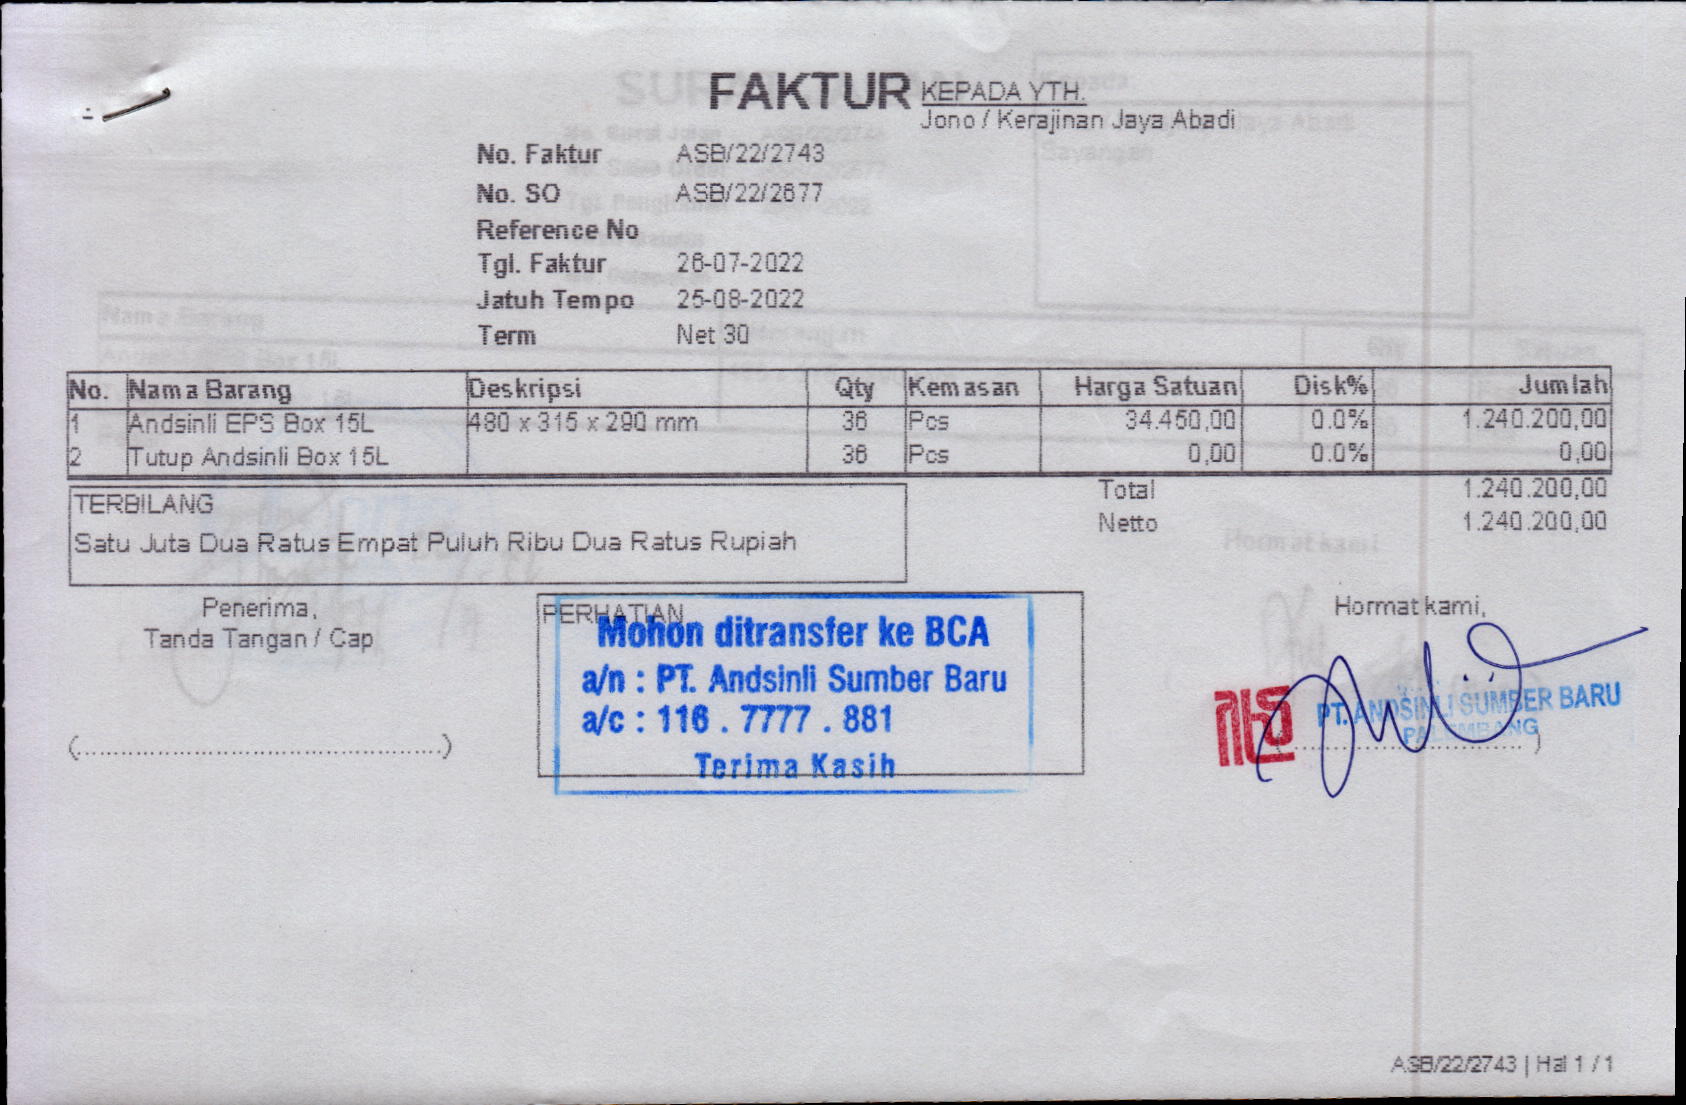 FAKTUR
KEPADA YTH.
Jono / Kerajinan Jaya Abadi
No. Faktur ASB/22/2743
No. SO ASB/22/2677
Reference No
Tgl. Faktur 26-07-2022
Jatuh Tempo 25-08-2022
Term Net 30
No. Nama Barang Deskripsi Qty Kemasan Harga Satuan Disk% Jumlah
1 Andsinli EPS Box 15L 480 x 315 x 290 mm 36 Pcs 34.450,00 0.0% 1.240.200,00
2 Tutup Andsinli Box 15L 36 Pcs 0,00 0.0% 0,00
Total 1.240.200,00
Netto 1.240.200,00
TERBILANG
Satu Juta Dua Ratus Empat Puluh Ribu Dua Ratus Rupiah
Penerima,
Tanda Tangan / Cap
(............................................)
PERHATIAN
Mohon ditransfer ke BCA
a/n : PT. Andsinli Sumber Baru
a/c : 116 . 7777 . 881
Terima Kasih
Hormat kami,
PT. ANDSINLI SUMBER BARU
PALEMBANG
ASB/22/2743 | Hal 1 / 1